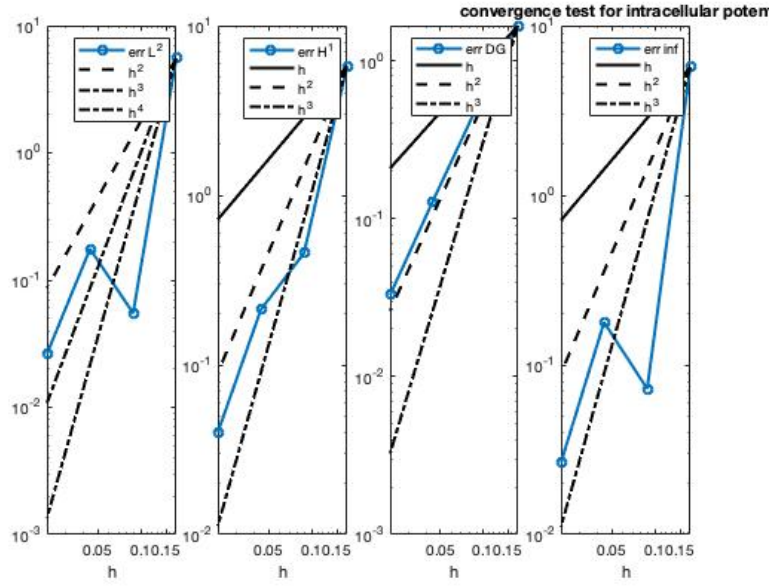 convergence test for intracellular poten
err L²
h²
h³
h⁴
err H¹
h
h²
h³
err DG
h
h²
h³
err inf
h
h²
h³
10¹
10⁰
10⁻¹
10⁻²
10⁻³
0.05 0.10.15
h
10¹
10⁰
10⁻¹
10⁻²
0.05 0.10.15
h
10⁰
10⁻¹
10⁻²
10⁻³
0.05 0.10.15
h
10¹
10⁰
10⁻¹
10⁻²
0.05 0.10.15
h